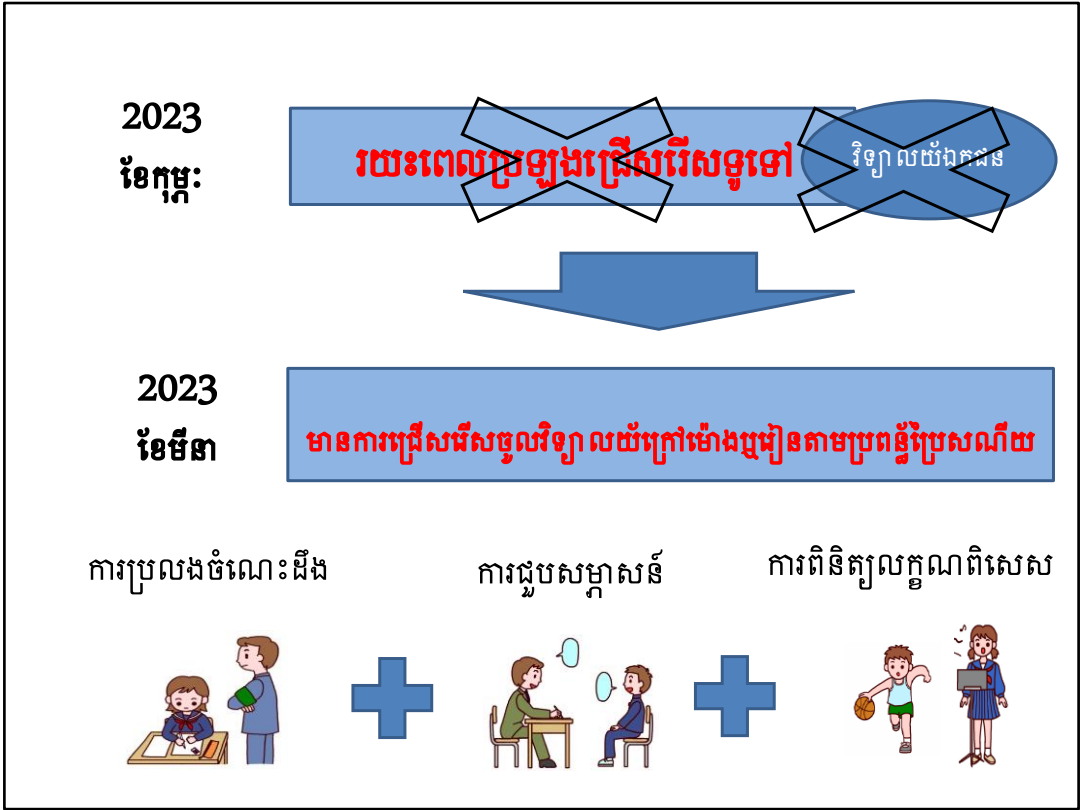 2023
ខែកុម្ភៈ
រយះពេលប្រឡងជ្រើសរើសទូទៅ
វិទ្យាលយ័ឯកជន
2023
ខែមីនា
មានការជ្រើសរើសចូលវិទ្យាលយ័ក្រៅម៉ោងឬរៀនតាមប្រពន្ធ័ប្រៃសណីយ
ការប្រលងចំណេះដឹង
ការជួបសម្ភាសន៍
ការពិនិត្យលក្ខណពិសេស